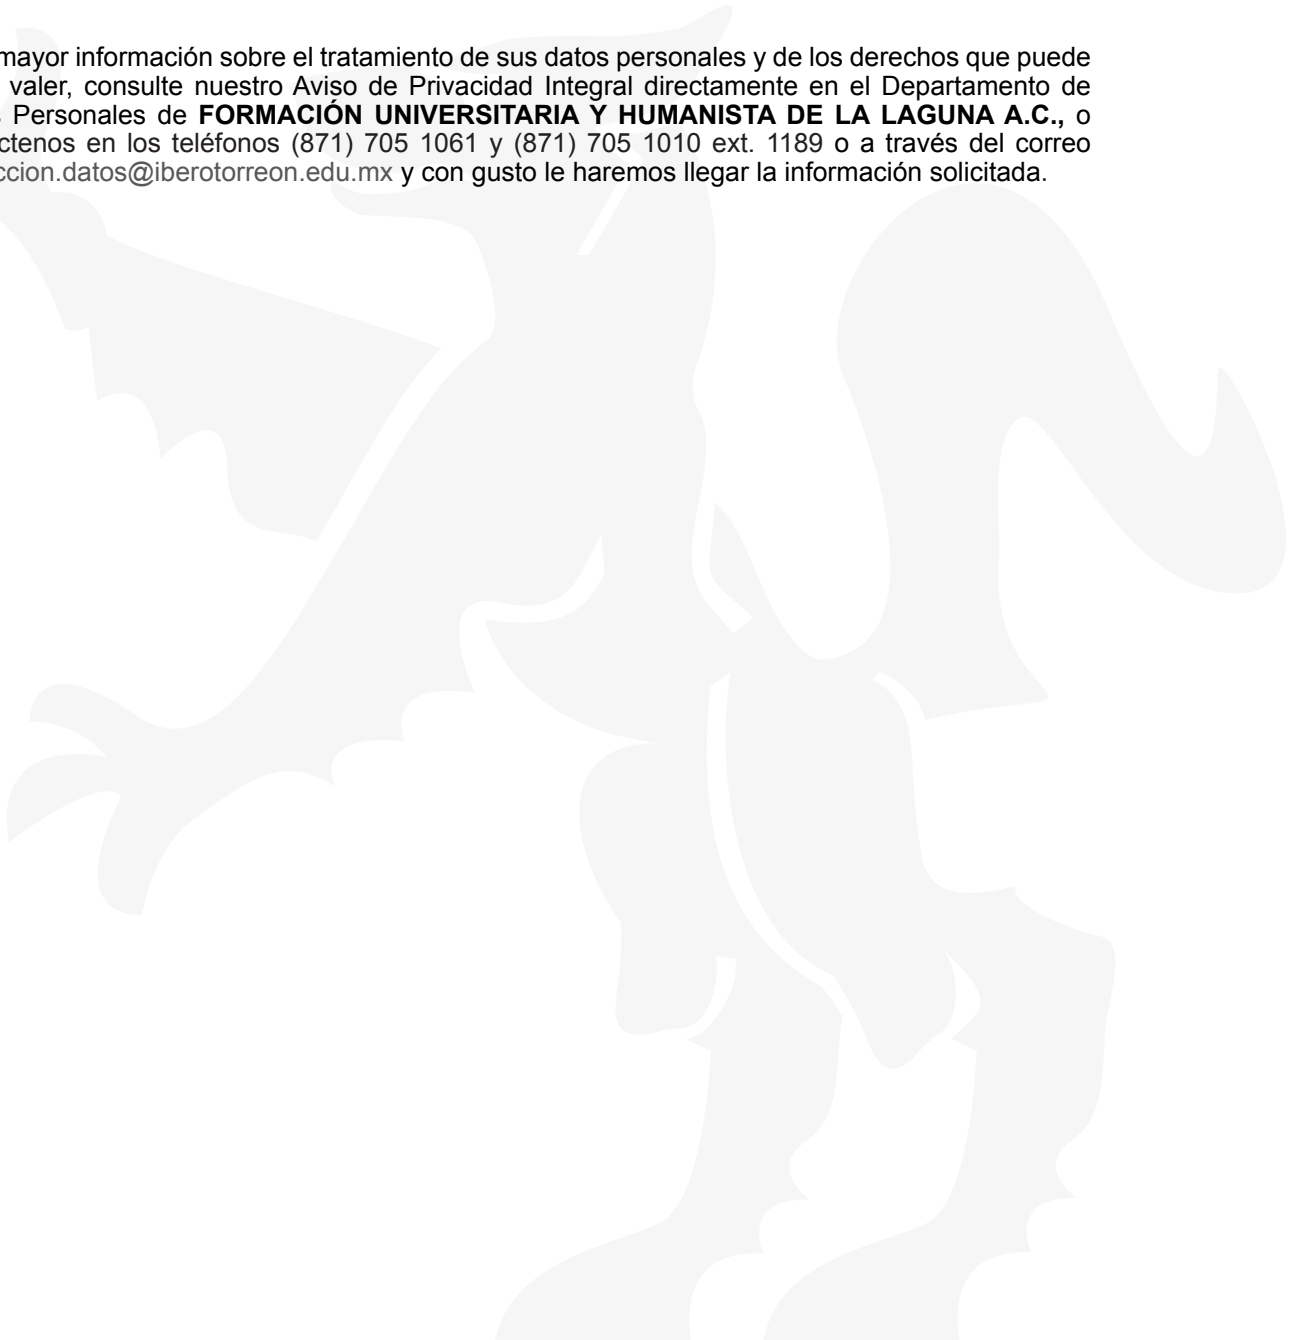 mayor información sobre el tratamiento de sus datos personales y de los derechos que puede
valer, consulte nuestro Aviso de Privacidad Integral directamente en el Departamento de
Personales de FORMACIÓN UNIVERSITARIA Y HUMANISTA DE LA LAGUNA A.C., o
ctenos en los teléfonos (871) 705 1061 y (871) 705 1010 ext. 1189 o a través del correo
ccion.datos@iberotorreon.edu.mx y con gusto le haremos llegar la información solicitada.